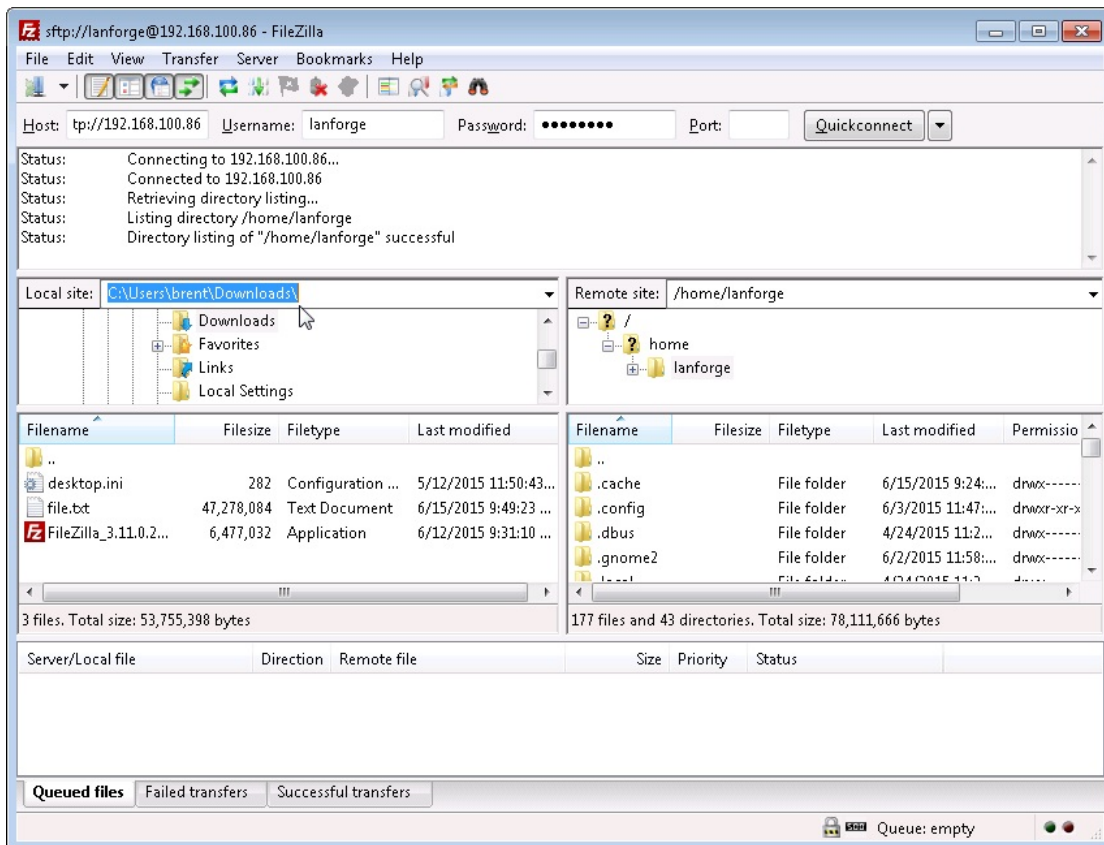 sftp://lanforge@192.168.100.86 - FileZilla
File Edit View Transfer Server Bookmarks Help
Host: tp://192.168.100.86 Username: lanforge Password: •••••••• Port: Quickconnect
Status: Connecting to 192.168.100.86...
Status: Connected to 192.168.100.86
Status: Retrieving directory listing...
Status: Listing directory /home/lanforge
Status: Directory listing of "/home/lanforge" successful
Local site: C:\Users\brent\Downloads\
Downloads
Favorites
Links
Local Settings
Remote site: /home/lanforge
/
home
lanforge
Filename Filesize Filetype Last modified
..
desktop.ini 282 Configuration ... 5/12/2015 11:50:43...
file.txt 47,278,084 Text Document 6/15/2015 9:49:23 ...
FileZilla_3.11.0.2... 6,477,032 Application 6/12/2015 9:31:10 ...
3 files. Total size: 53,755,398 bytes
Filename Filesize Filetype Last modified Permissio
..
.cache File folder 6/15/2015 9:24:... drwx-----
.config File folder 6/3/2015 11:47:... drwxr-xr-x
.dbus File folder 4/24/2015 11:2... drwx-----
.gnome2 File folder 6/2/2015 11:58:... drwx-----
177 files and 43 directories. Total size: 78,111,666 bytes
Server/Local file Direction Remote file Size Priority Status
Queued files Failed transfers Successful transfers
Queue: empty